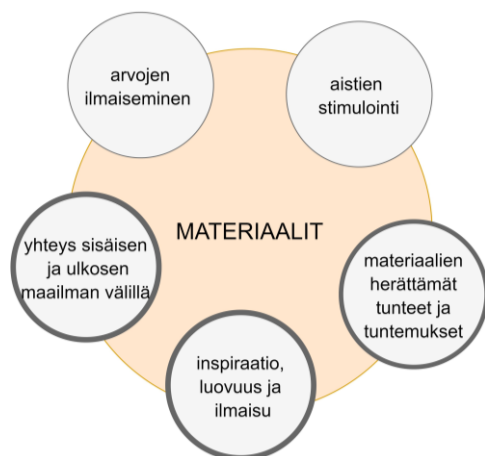 arvojen
ilmaiseminen
aistien
stimulointi
MATERIAALIT
yhteys sisäisen
ja ulkosen
maailman välillä
materiaalien
herättämät
tunteet ja
tuntemukset
inspiraatio,
luovuus ja
ilmaisu